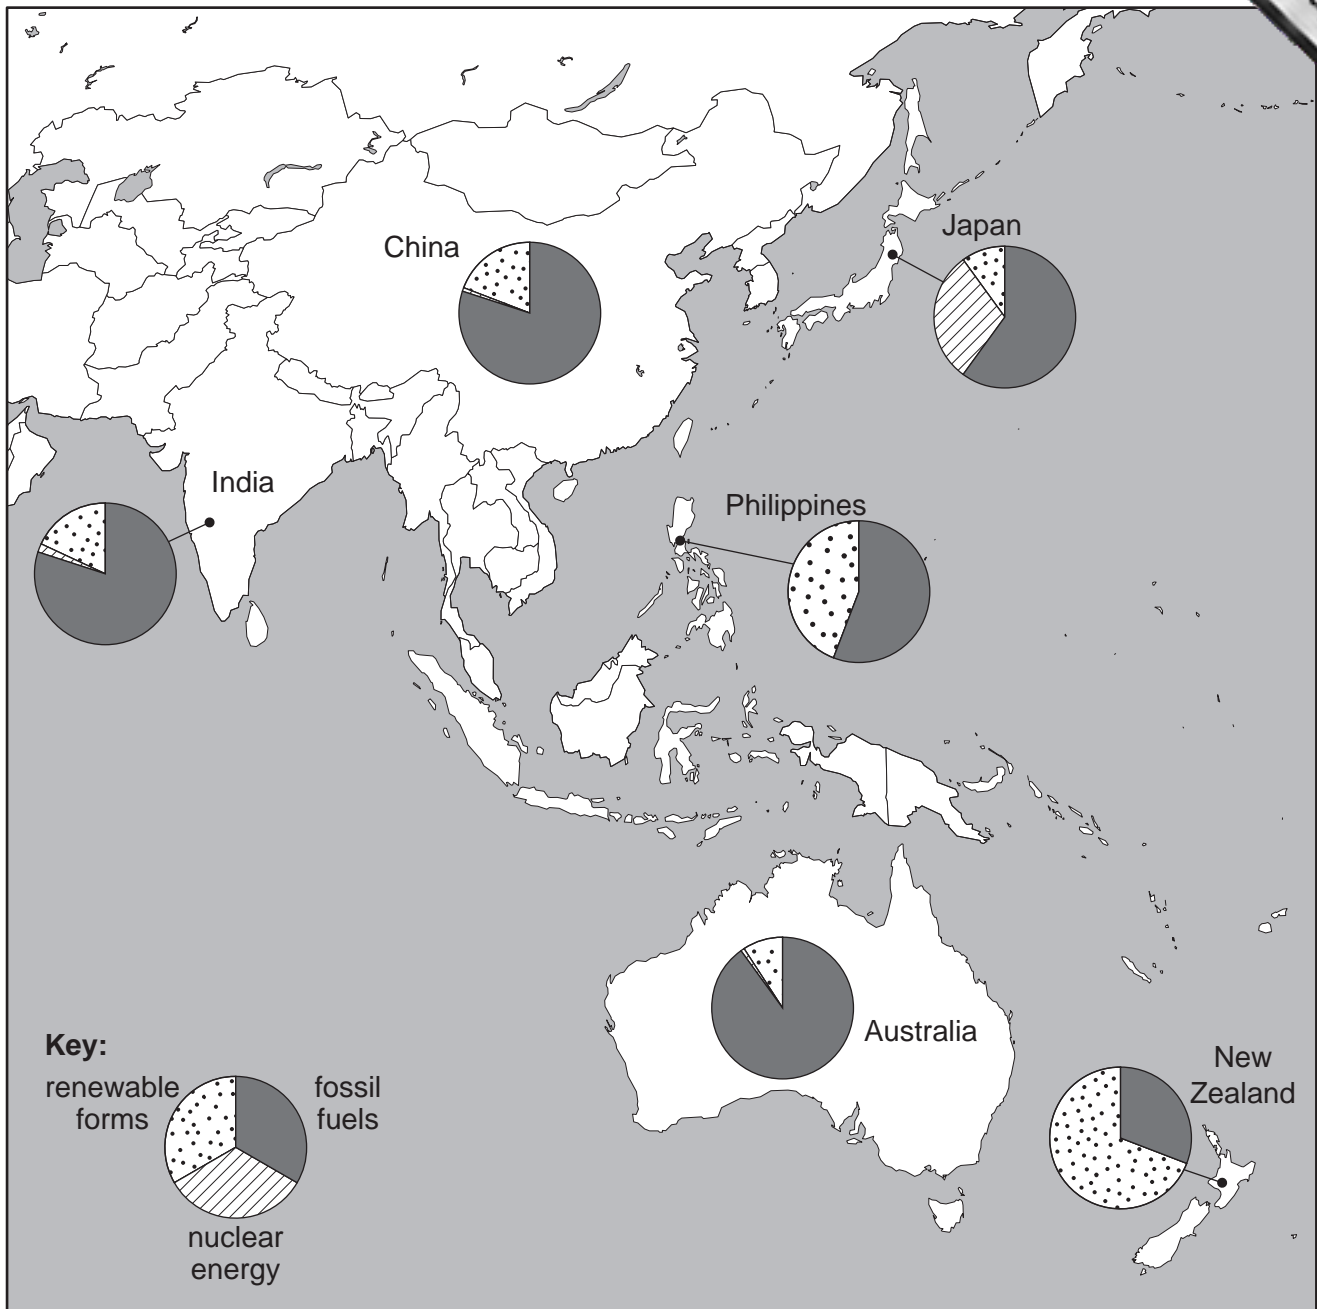 China
Japan
India
Philippines
Australia
New
Zealand
Key:
renewable
forms
fossil
fuels
nuclear
energy